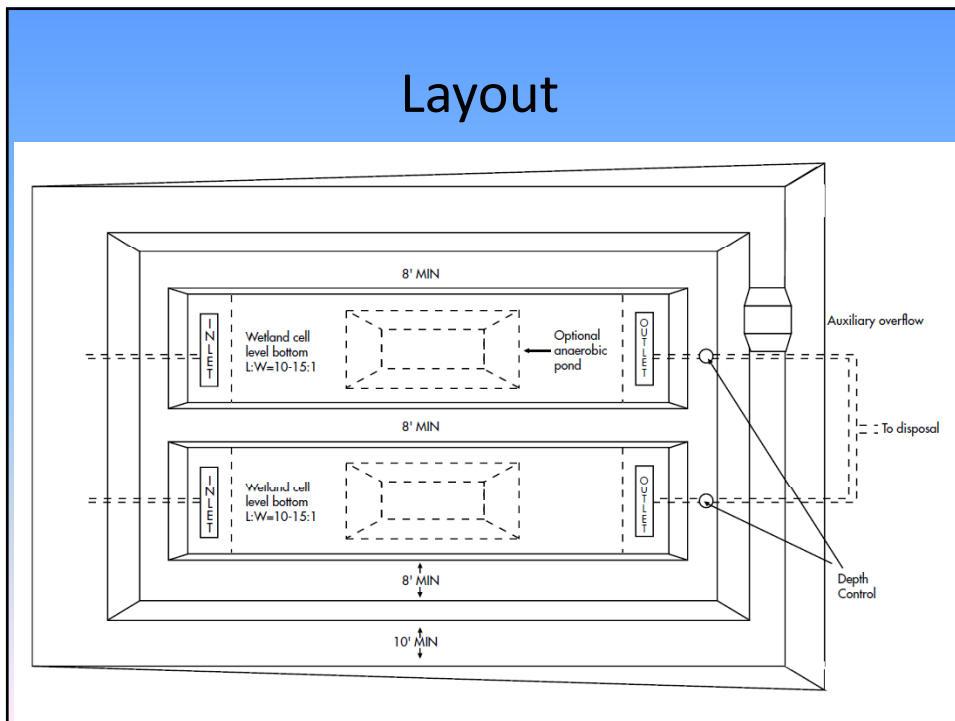 Layout
8' MIN
INLET
Wetland cell
level bottom
L:W=10-15:1
Optional
anaerobic
pond
OUTLET
Auxiliary overflow
8' MIN
To disposal
INLET
Wetland cell
level bottom
L:W=10-15:1
OUTLET
8' MIN
Depth
Control
10' MIN